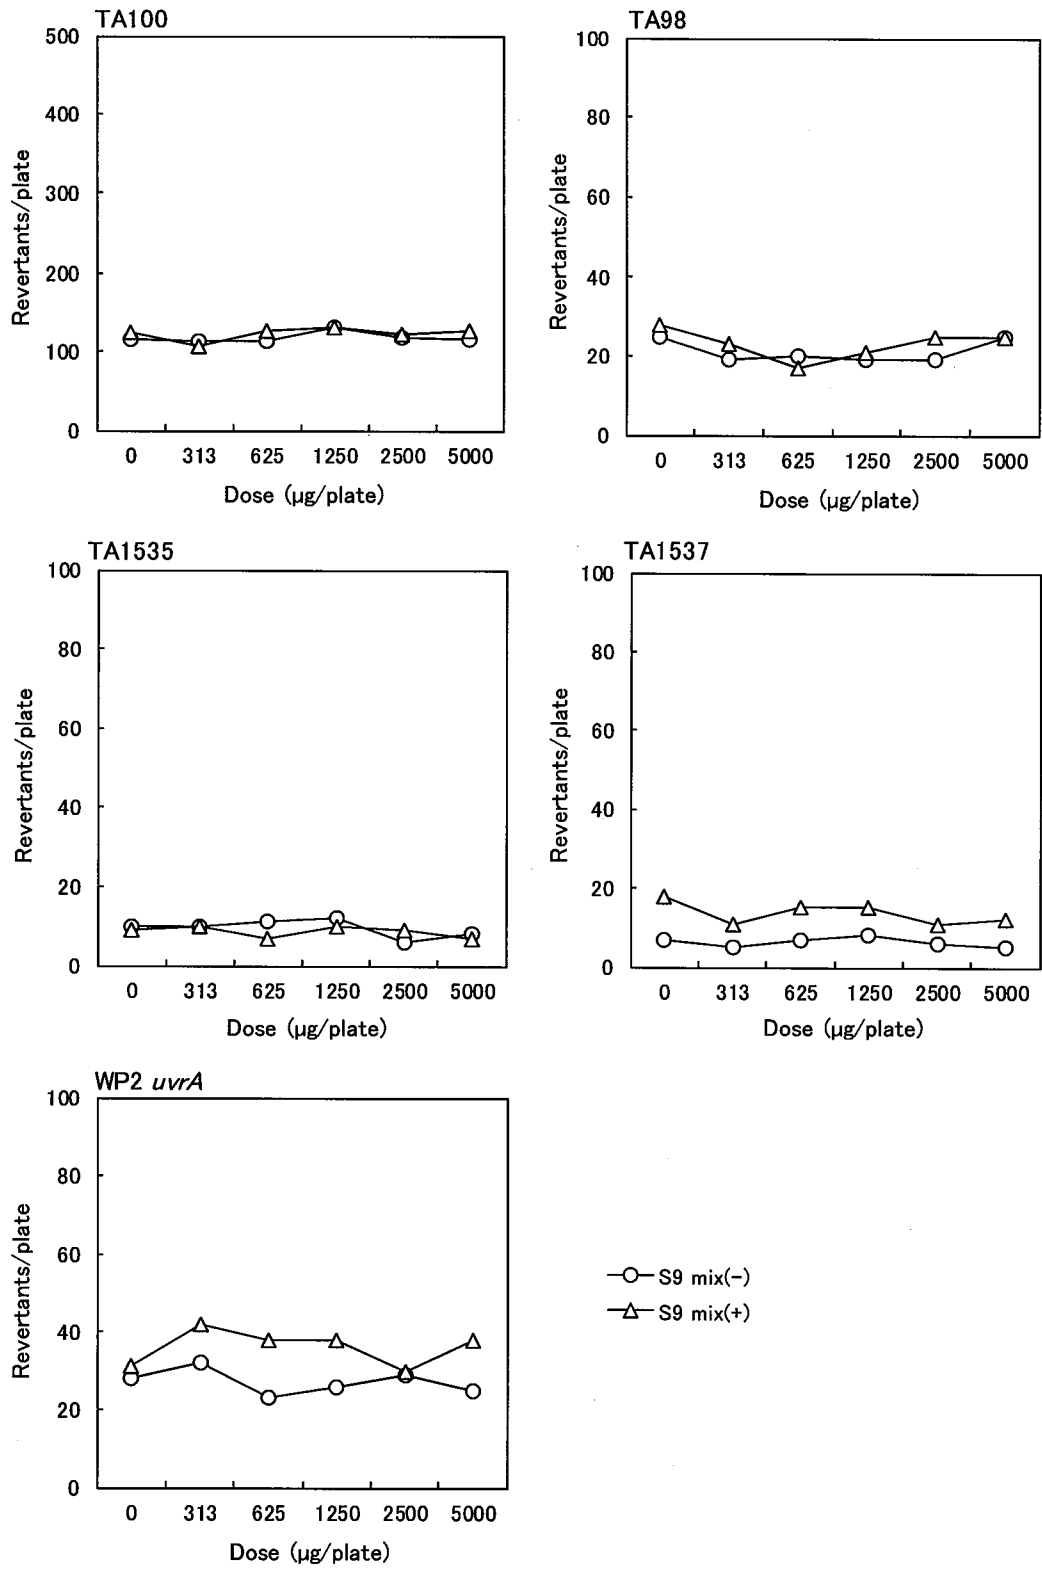 TA100
500
400
300
200
100
0
Revertants/plate
0 313 625 1250 2500 5000
Dose (µg/plate)
TA98
100
80
60
40
20
0
Revertants/plate
0 313 625 1250 2500 5000
Dose (µg/plate)
TA1535
100
80
60
40
20
0
Revertants/plate
0 313 625 1250 2500 5000
Dose (µg/plate)
TA1537
100
80
60
40
20
0
Revertants/plate
0 313 625 1250 2500 5000
Dose (µg/plate)
WP2 uvrA
100
80
60
40
20
0
Revertants/plate
0 313 625 1250 2500 5000
Dose (µg/plate)
S9 mix(-)
S9 mix(+)